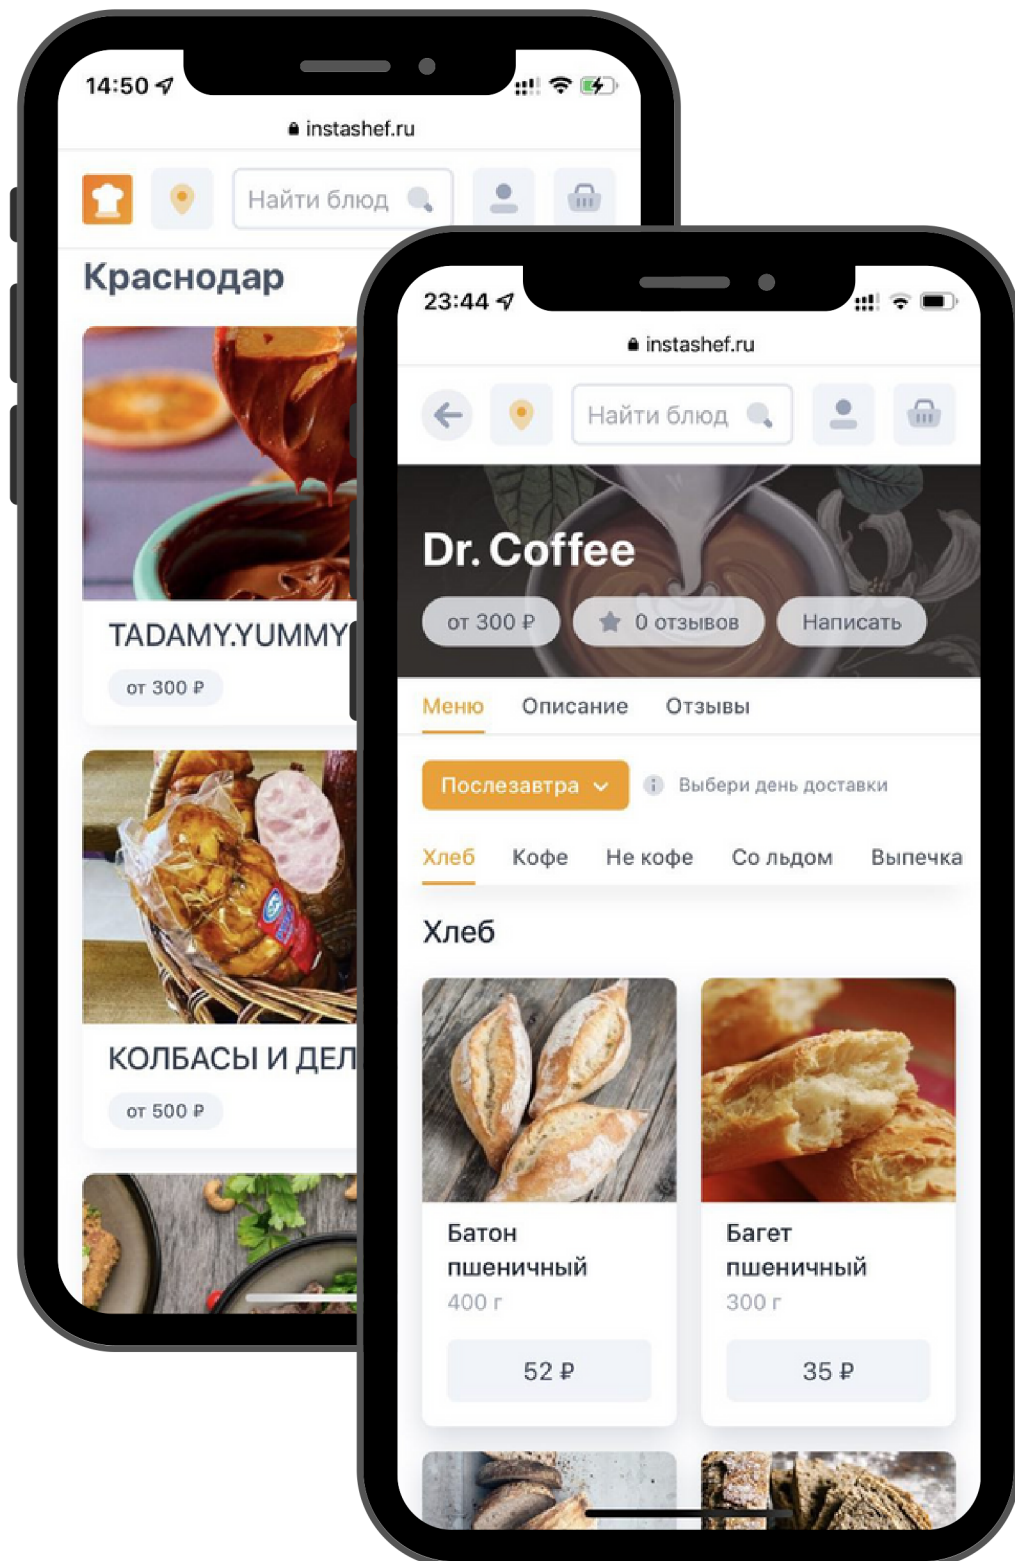 14:50
instashef.ru
Найти блюд
Краснодар
TADAMY.YUMMY
от 300 ₽
КОЛБАСЫ И ДЕЛ
от 500 ₽
23:44
instashef.ru
Найти блюд
Dr. Coffee
от 300 ₽
0 отзывов
Написать
Меню Описание Отзывы
Послезавтра
Выбери день доставки
Хлеб Кофе Не кофе Со льдом Выпечка
Хлеб
Батон
пшеничный
400 г
52 ₽
Багет
пшеничный
300 г
35 ₽